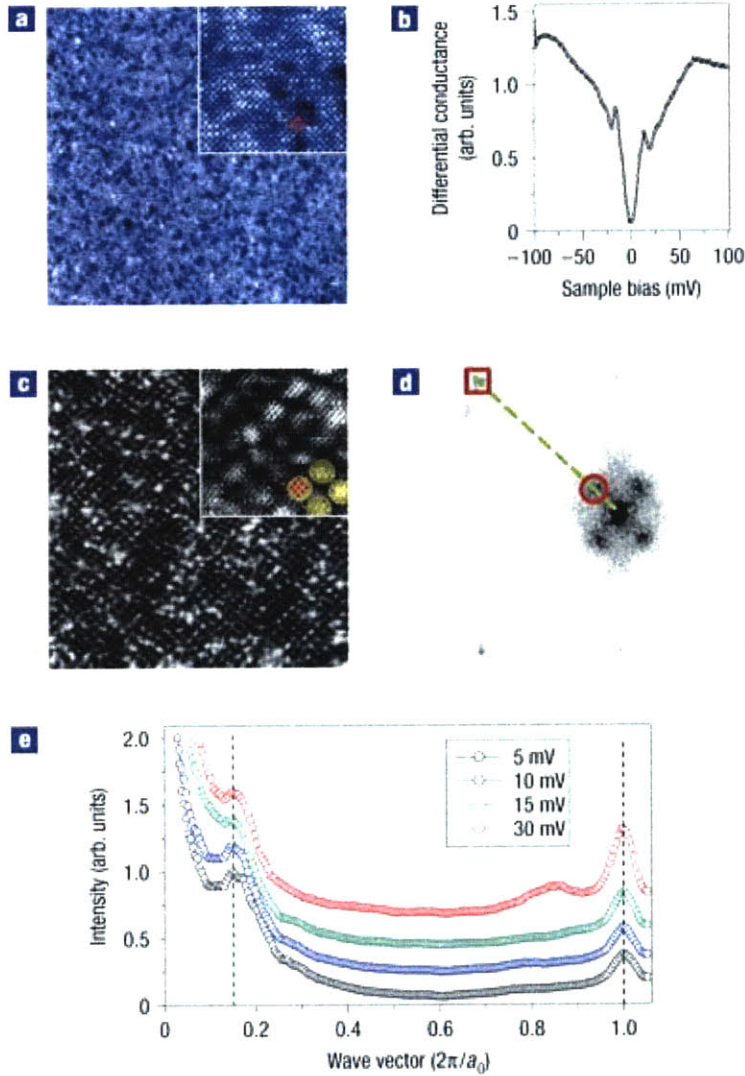 a
b
1.5
1.0
0.5
0
Differential conductance
(arb. units)
−100 −50 0 50 100
Sample bias (mV)
c
d
e
2.0
1.5
1.0
0.5
0
Intensity (arb. units)
5 mV
10 mV
15 mV
30 mV
0 0.2 0.4 0.6 0.8 1.0
Wave vector (2π/a₀)